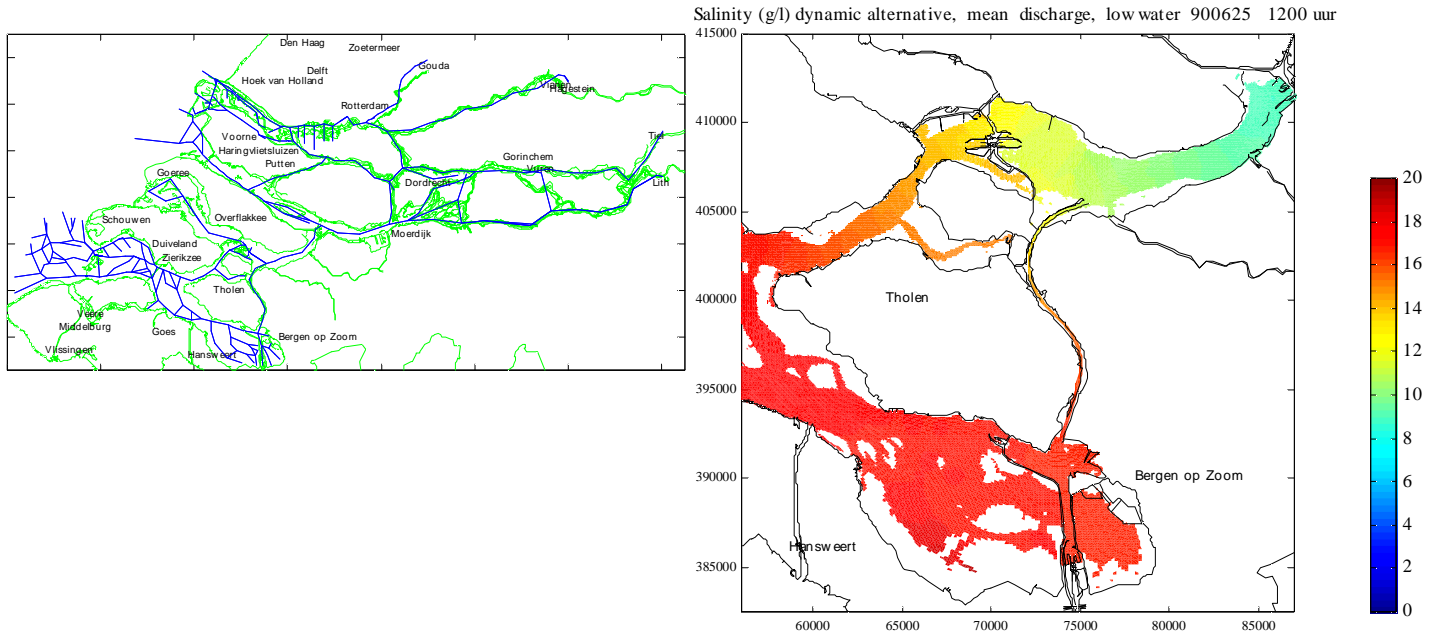 Salinity (g/l) dynamic alternative, mean discharge, low water 900625 1200 uur
Den Haag
Zoetermeer
Delft
Gouda
Hoek van Holland
Vianen
Hagestein
Rotterdam
Voorne
Tiel
Haringvlietsluizen
Putten
Gorinchem
Vuren
Goeree
Dordrecht
Lith
Schouwen
Overflakkee
Moerdijk
Duiveland
Zierikzee
Tholen
Veere
Middelburg
Goes
Bergen op Zoom
Vlissingen
Hansweert
415000
410000
405000
400000
395000
390000
385000
Tholen
Bergen op Zoom
Hansweert
60000
65000
70000
75000
80000
85000
20
18
16
14
12
10
8
6
4
2
0